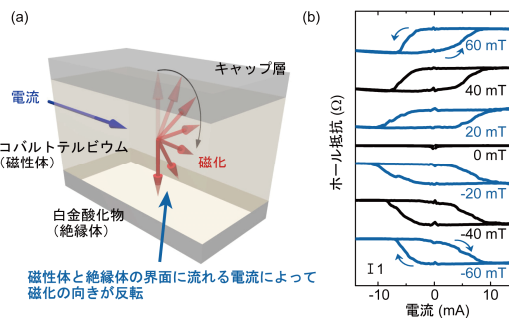 (a)
キャップ層
電流
コバルトテルビウム
(磁性体)
磁化
白金酸化物
(絶縁体)
磁性体と絶縁体の界面に流れる電流によって
磁化の向きが反転
(b)
ホール抵抗 (Ω)
60 mT
40 mT
20 mT
0 mT
-20 mT
-40 mT
-60 mT
1
-10 0 10
電流 (mA)